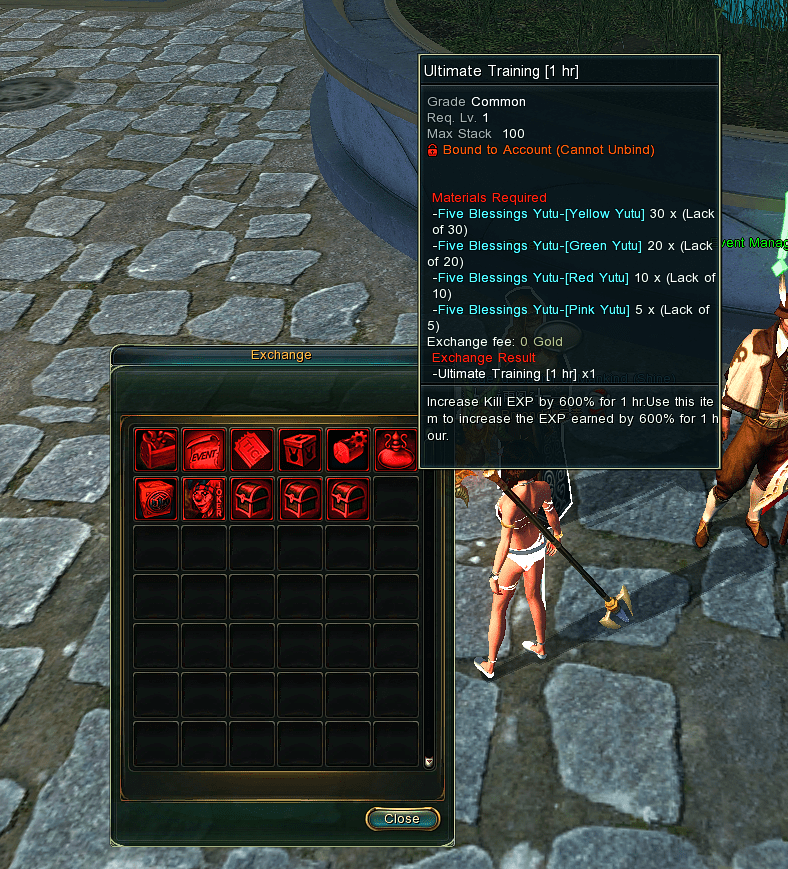 Ultimate Training [1 hr]
Grade Common
Req. Lv. 1
Max Stack 100
Bound to Account (Cannot Unbind)
Materials Required
-Five Blessings Yutu-[Yellow Yutu] 30 x (Lack
of 30)
-Five Blessings Yutu-[Green Yutu] 20 x (Lack
of 20)
-Five Blessings Yutu-[Red Yutu] 10 x (Lack of
10)
-Five Blessings Yutu-[Pink Yutu] 5 x (Lack of
5)
Exchange fee: 0 Gold
Exchange Result
-Ultimate Training [1 hr] x1
Increase Kill EXP by 600% for 1 hr.Use this ite
m to increase the EXP earned by 600% for 1 h
our.
vent Manag
Exchange
EVENT
JOKER
Close